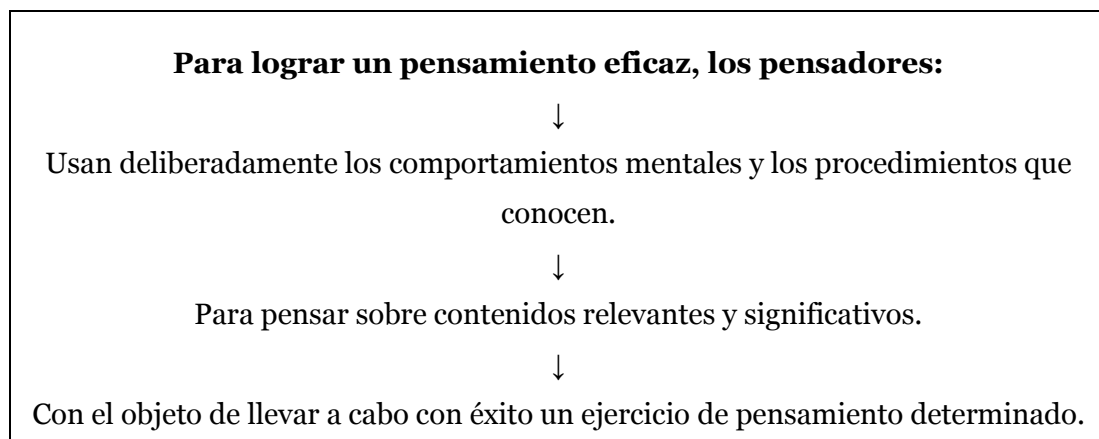 Para lograr un pensamiento eficaz, los pensadores:
↓
Usan deliberadamente los comportamientos mentales y los procedimientos que
conocen.
↓
Para pensar sobre contenidos relevantes y significativos.
↓
Con el objeto de llevar a cabo con éxito un ejercicio de pensamiento determinado.